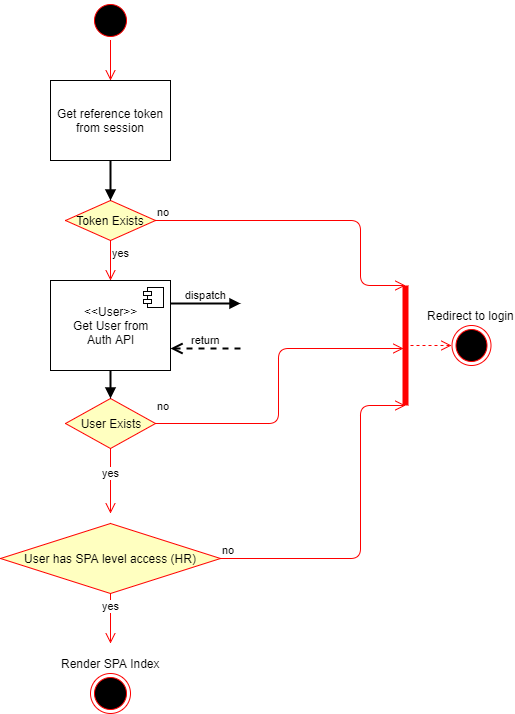 Get reference token
from session
Token Exists
no
yes
<<User>>
Get User from
Auth API
dispatch
return
Redirect to login
User Exists
no
yes
User has SPA level access (HR)
no
yes
Render SPA Index